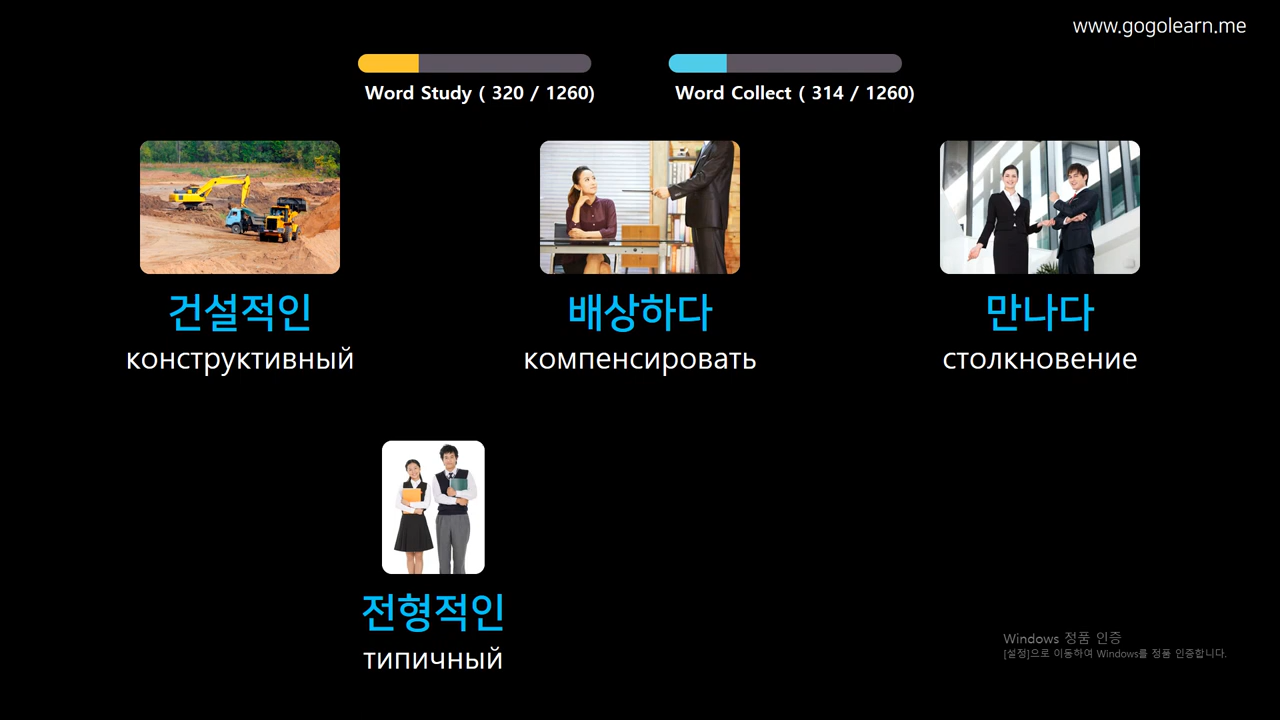 www.gogolearn.me
Word Study ( 320 / 1260)
Word Collect ( 314 / 1260)
건설적인
конструктивный
배상하다
компенсировать
만나다
столкновение
전형적인
типичный
Windows 정품 인증
[설정]으로 이동하여 Windows를 정품 인증합니다.